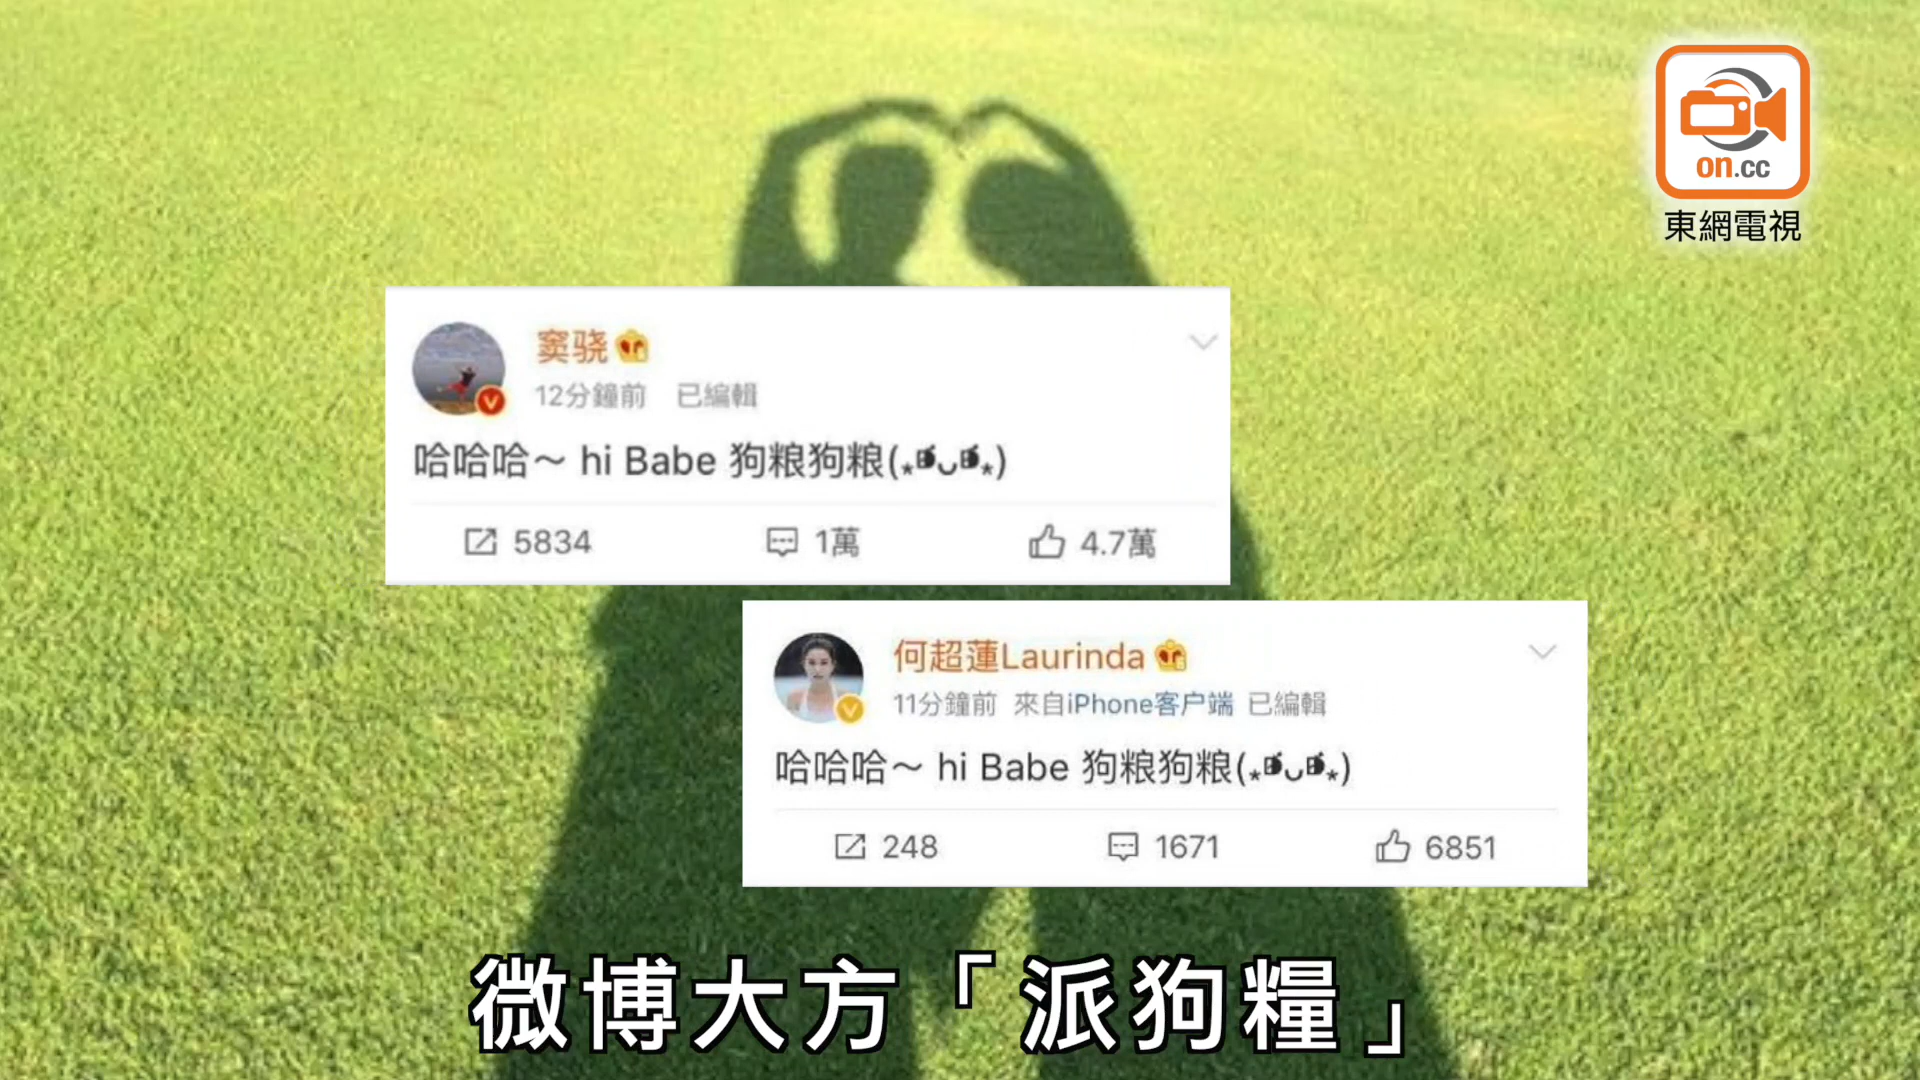 on.cc
東網電視
窦骁
12分鐘前 已編輯
哈哈哈～ hi Babe 狗粮狗粮
5834 1萬 4.7萬
何超蓮Laurinda
11分鐘前 來自iPhone客户端 已編輯
哈哈哈～ hi Babe 狗粮狗粮
248 1671 6851
微博大方「派狗糧」